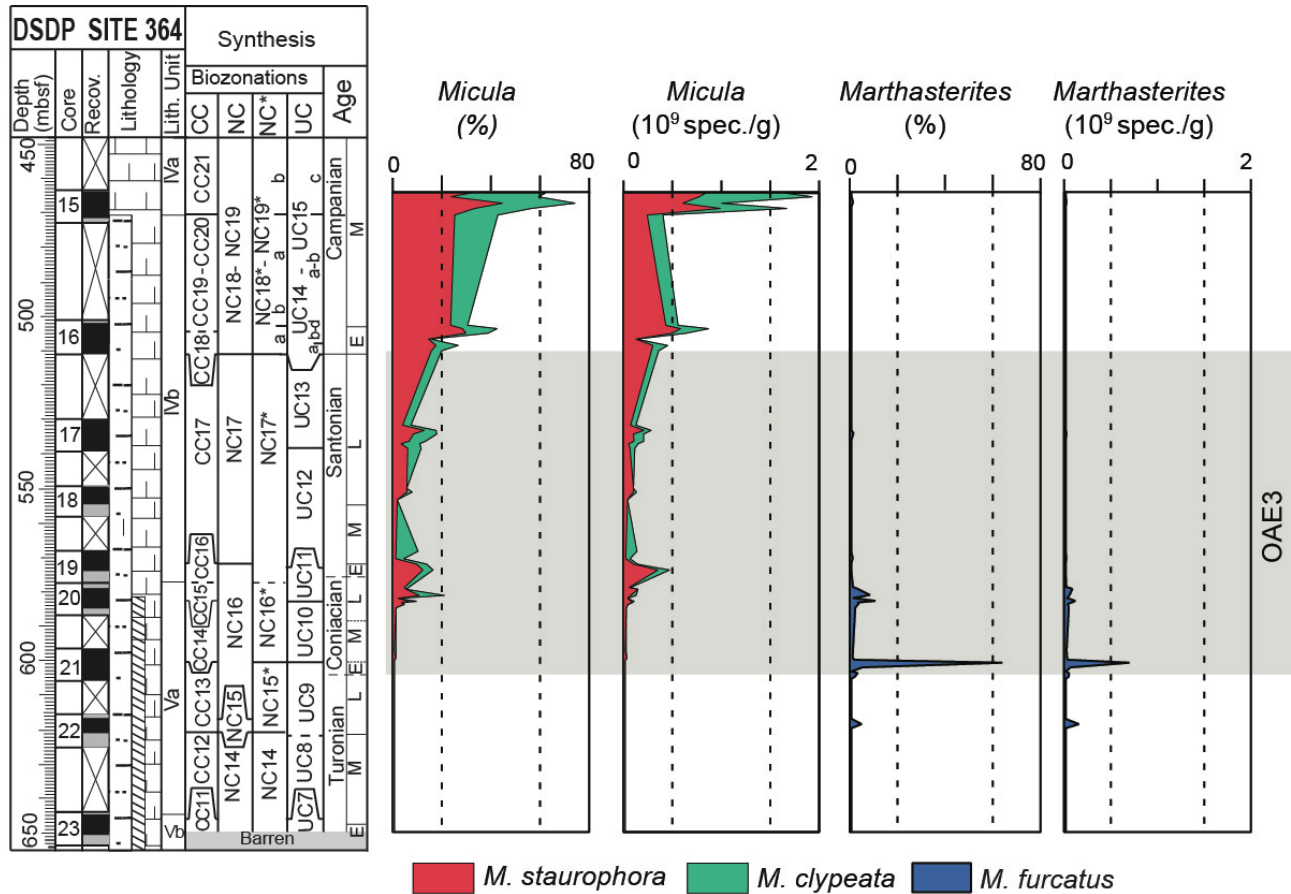 DSDP SITE 364
Synthesis
Biozonations
Depth (mbsf)
Core
Recov.
Lithology
Lith. Unit
CC
NC
NC*
UC
Age
Micula
(%)
Micula
(10⁹ spec./g)
Marthasterites
(%)
Marthasterites
(10⁹ spec./g)
0 80
0 2
0 80
0 2
450
500
550
600
650
15
16
17
18
19
20
21
22
23
IVa
IVb
Va
Vb
CC21
CC19-CC20
CC18
CC17
CC16
CC15
CC14
CC13
CC12
CC11
NC18- NC19
NC17
NC16
NC15
NC14
NC18*- NC19*
a b a b
NC17*
NC16*
NC15*
NC14
UC14 - UC15
a b-d a-b c
UC13
UC12
UC11
UC10
UC9
UC8
UC7
Campanian
M
E
Santonian
L
M
E
Coniacian
L
M
E
Turonian
L
M
E
Barren
OAE3
M. staurophora
M. clypeata
M. furcatus